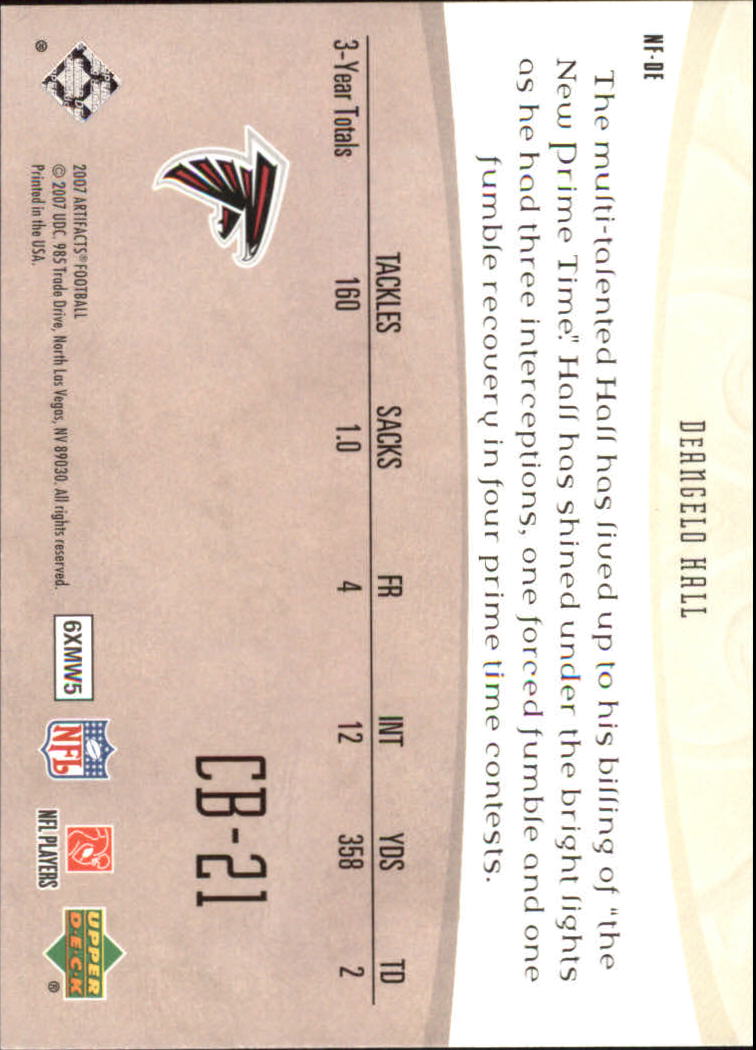 NF-DE
DEANGELO HALL
The multi-talented Hall has lived up to his billing of "the
New Prime Time." Hall has shined under the bright lights
as he had three interceptions, one forced fumble and one
fumble recovery in four prime time contests.
TACKLES SACKS FR INT YDS TD
3-Year Totals 160 1.0 4 12 358 2
CB-21
2007 ARTIFACTS® FOOTBALL
© 2007 UDC. 985 Trade Drive, North Las Vegas, NV 89030. All rights reserved.
Printed in the USA.
®
6XMW5
NFL
NFL PLAYERS
UPPER
D·E·C·K
®